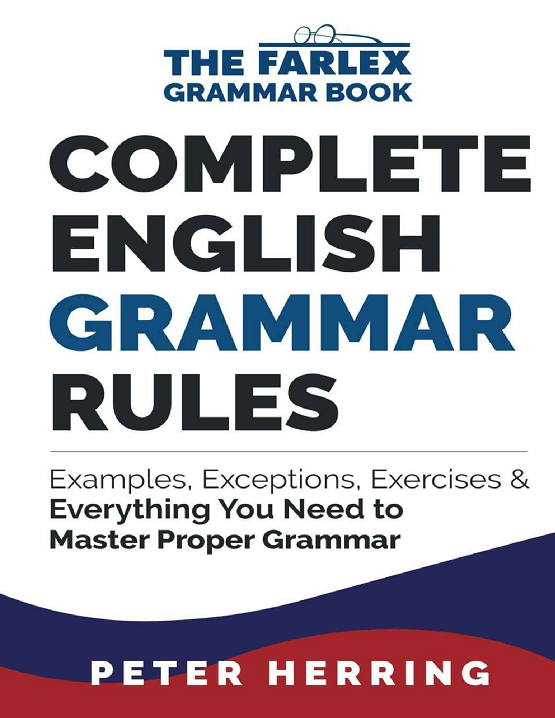 THE FARLEX
GRAMMAR BOOK
COMPLETE
ENGLISH
GRAMMAR
RULES
Examples, Exceptions, Exercises &
Everything You Need to
Master Proper Grammar
PETER HERRING